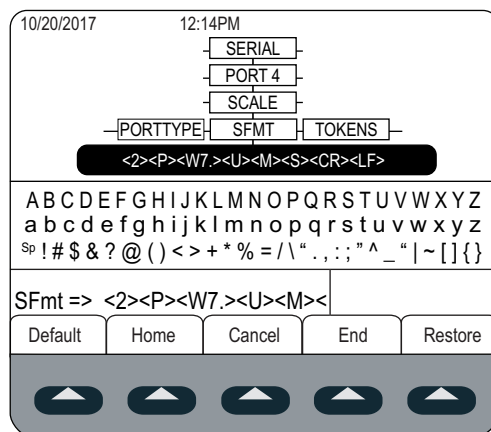 10/20/2017 12:14PM
SERIAL
PORT 4
SCALE
PORTTYPE SFMT TOKENS
<2><P><W7.><U><M><S><CR><LF>
A B C D E F G H I J K L M N O P Q R S T U V W X Y Z
a b c d e f g h i j k l m n o p q r s t u v w x y z
Sp ! # $ & ? @ ( ) < > + * % = / \ “ . , : ; ” ^ _ “ | ~ [ ] { }
SFmt => <2><P><W7.><U><M><
Default Home Cancel End Restore